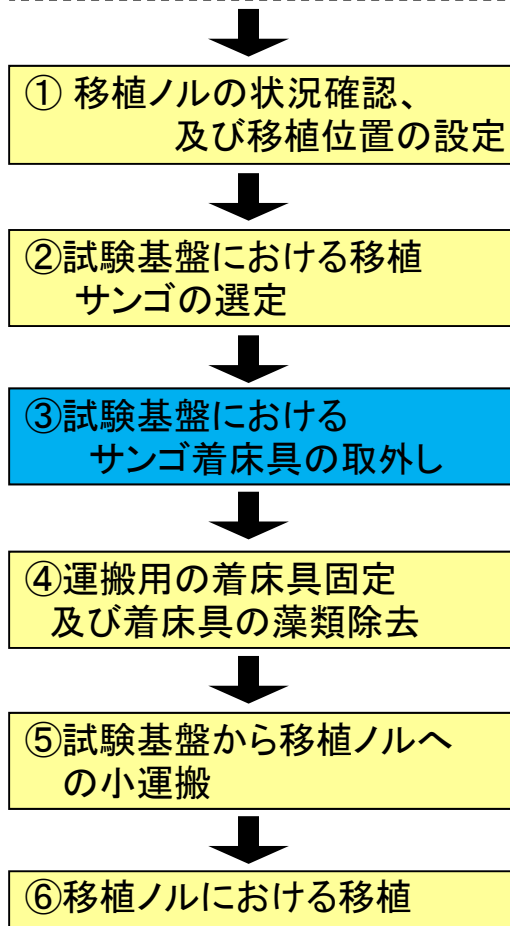 ① 移植ノルの状況確認、
及び移植位置の設定
②試験基盤における移植
サンゴの選定
③試験基盤における
サンゴ着床具の取外し
④運搬用の着床具固定
及び着床具の藻類除去
⑤試験基盤から移植ノルへ
の小運搬
⑥移植ノルにおける移植